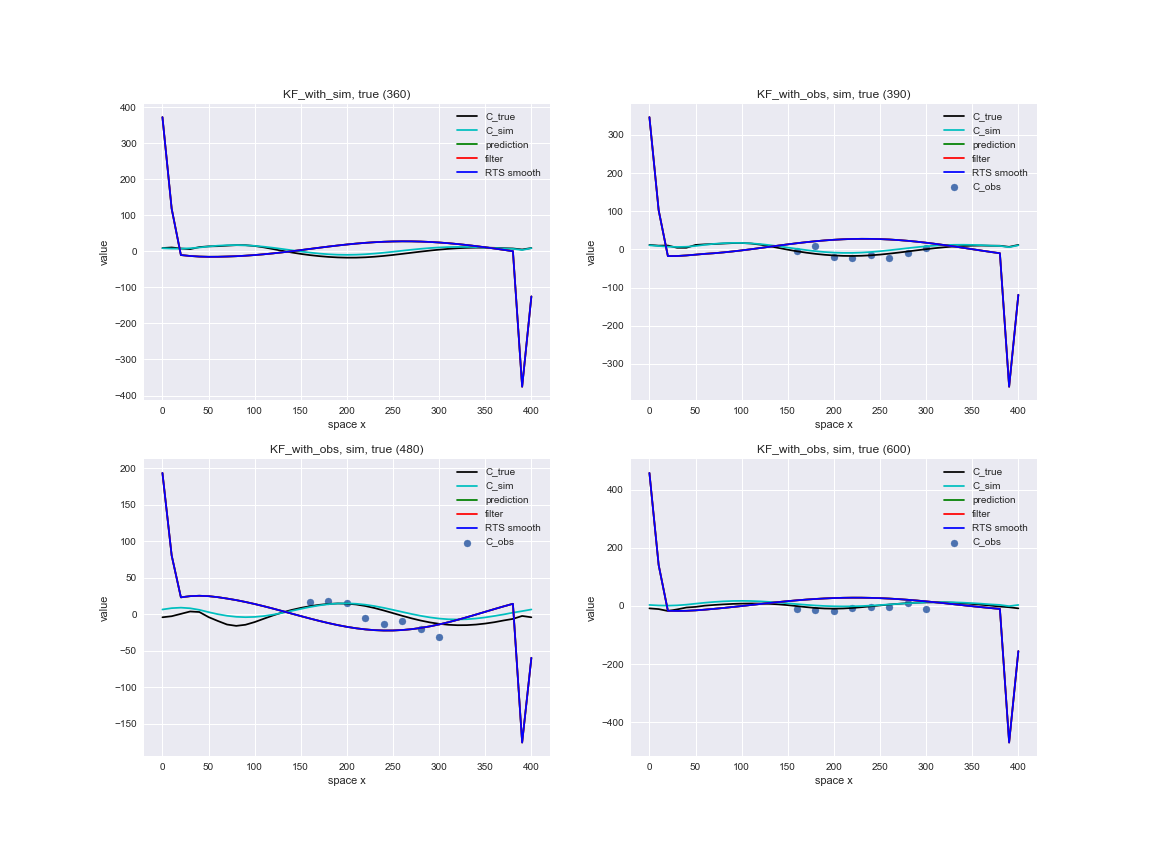 KF_with_sim, true (360)
400
300
200
100
0
−100
−200
−300
−400
value
0 50 100 150 200 250 300 350 400
space x
C_true
C_sim
prediction
filter
RTS smooth
KF_with_obs, sim, true (390)
300
200
100
0
−100
−200
−300
value
0 50 100 150 200 250 300 350 400
space x
C_true
C_sim
prediction
filter
RTS smooth
C_obs
KF_with_obs, sim, true (480)
200
150
100
50
0
−50
−100
−150
value
0 50 100 150 200 250 300 350 400
space x
C_true
C_sim
prediction
filter
RTS smooth
C_obs
KF_with_obs, sim, true (600)
400
200
0
−200
−400
value
0 50 100 150 200 250 300 350 400
space x
C_true
C_sim
prediction
filter
RTS smooth
C_obs